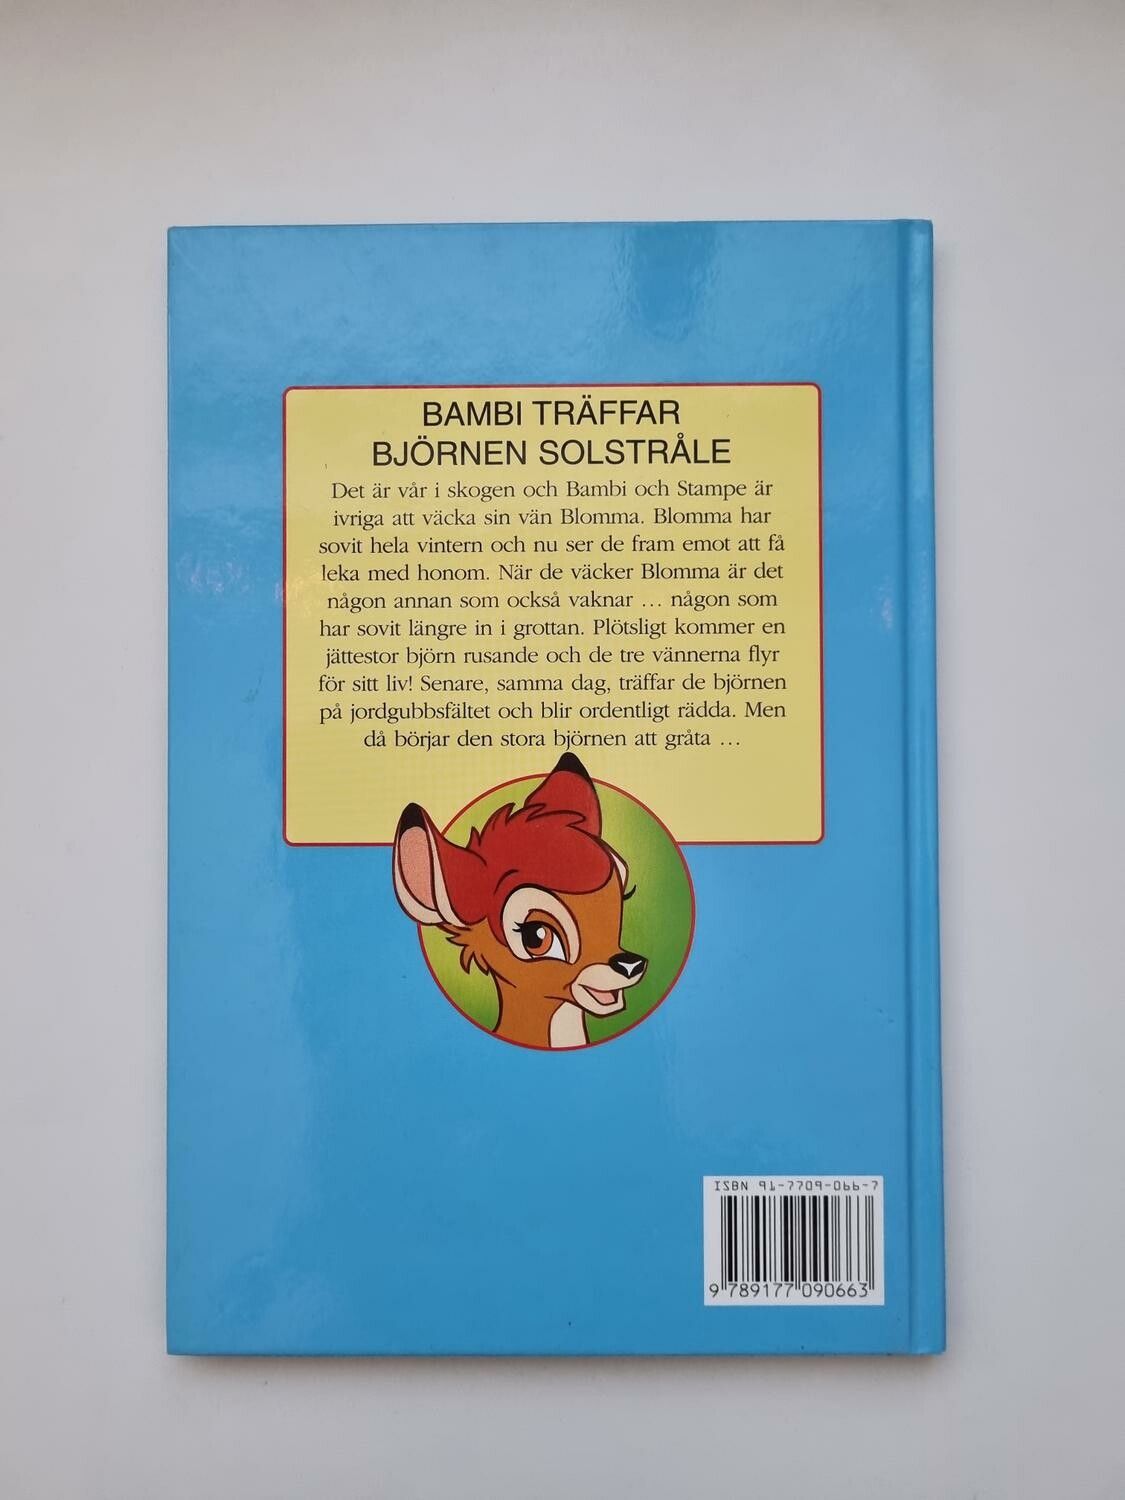 BAMBI TRÄFFAR
BJÖRNEN SOLSTRÅLE
Det är vår i skogen och Bambi och Stampe är
ivriga att väcka sin vän Blomma. Blomma har
sovit hela vintern och nu ser de fram emot att få
leka med honom. När de väcker Blomma är det
någon annan som också vaknar … någon som
har sovit längre in i grottan. Plötsligt kommer en
jättestor björn rusande och de tre vännerna flyr
för sitt liv! Senare, samma dag, träffar de björnen
på jordgubbsfältet och blir ordentligt rädda. Men
då börjar den stora björnen att gråta …
ISBN 91-7709-066-7
9 789177 090663